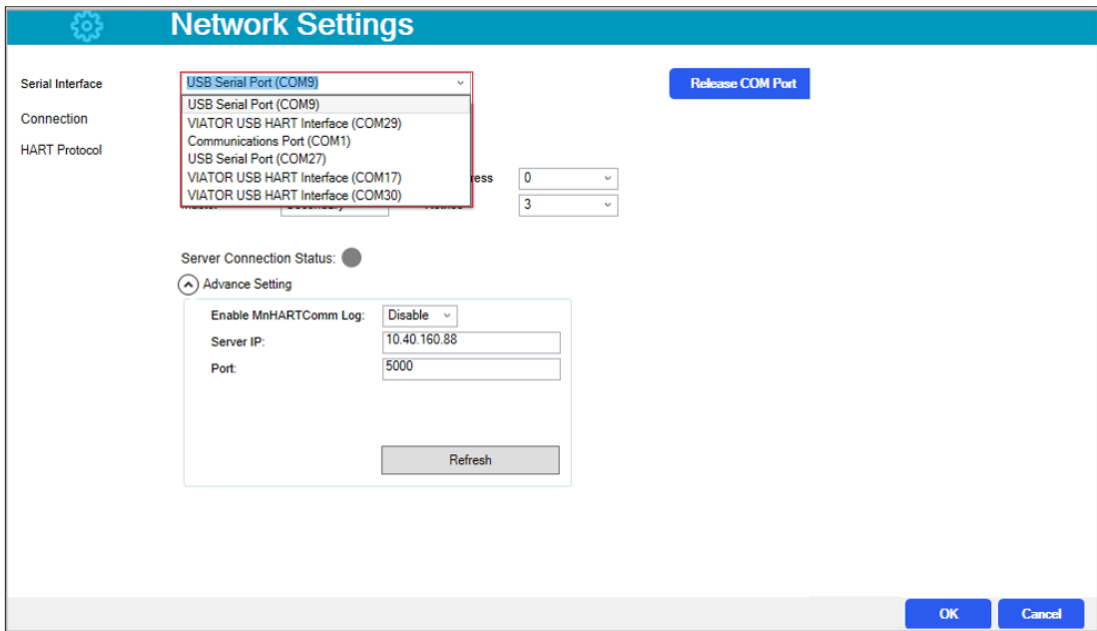 Network Settings
Serial Interface
USB Serial Port (COM9)
Release COM Port
USB Serial Port (COM9)
VIATOR USB HART Interface (COM29)
Communications Port (COM1)
USB Serial Port (COM27)
VIATOR USB HART Interface (COM17)
VIATOR USB HART Interface (COM30)
Connection
HART Protocol
ress 0
3
Server Connection Status:
Advance Setting
Enable MnHARTComm Log: Disable
Server IP: 10.40.160.88
Port: 5000
Refresh
OK Cancel